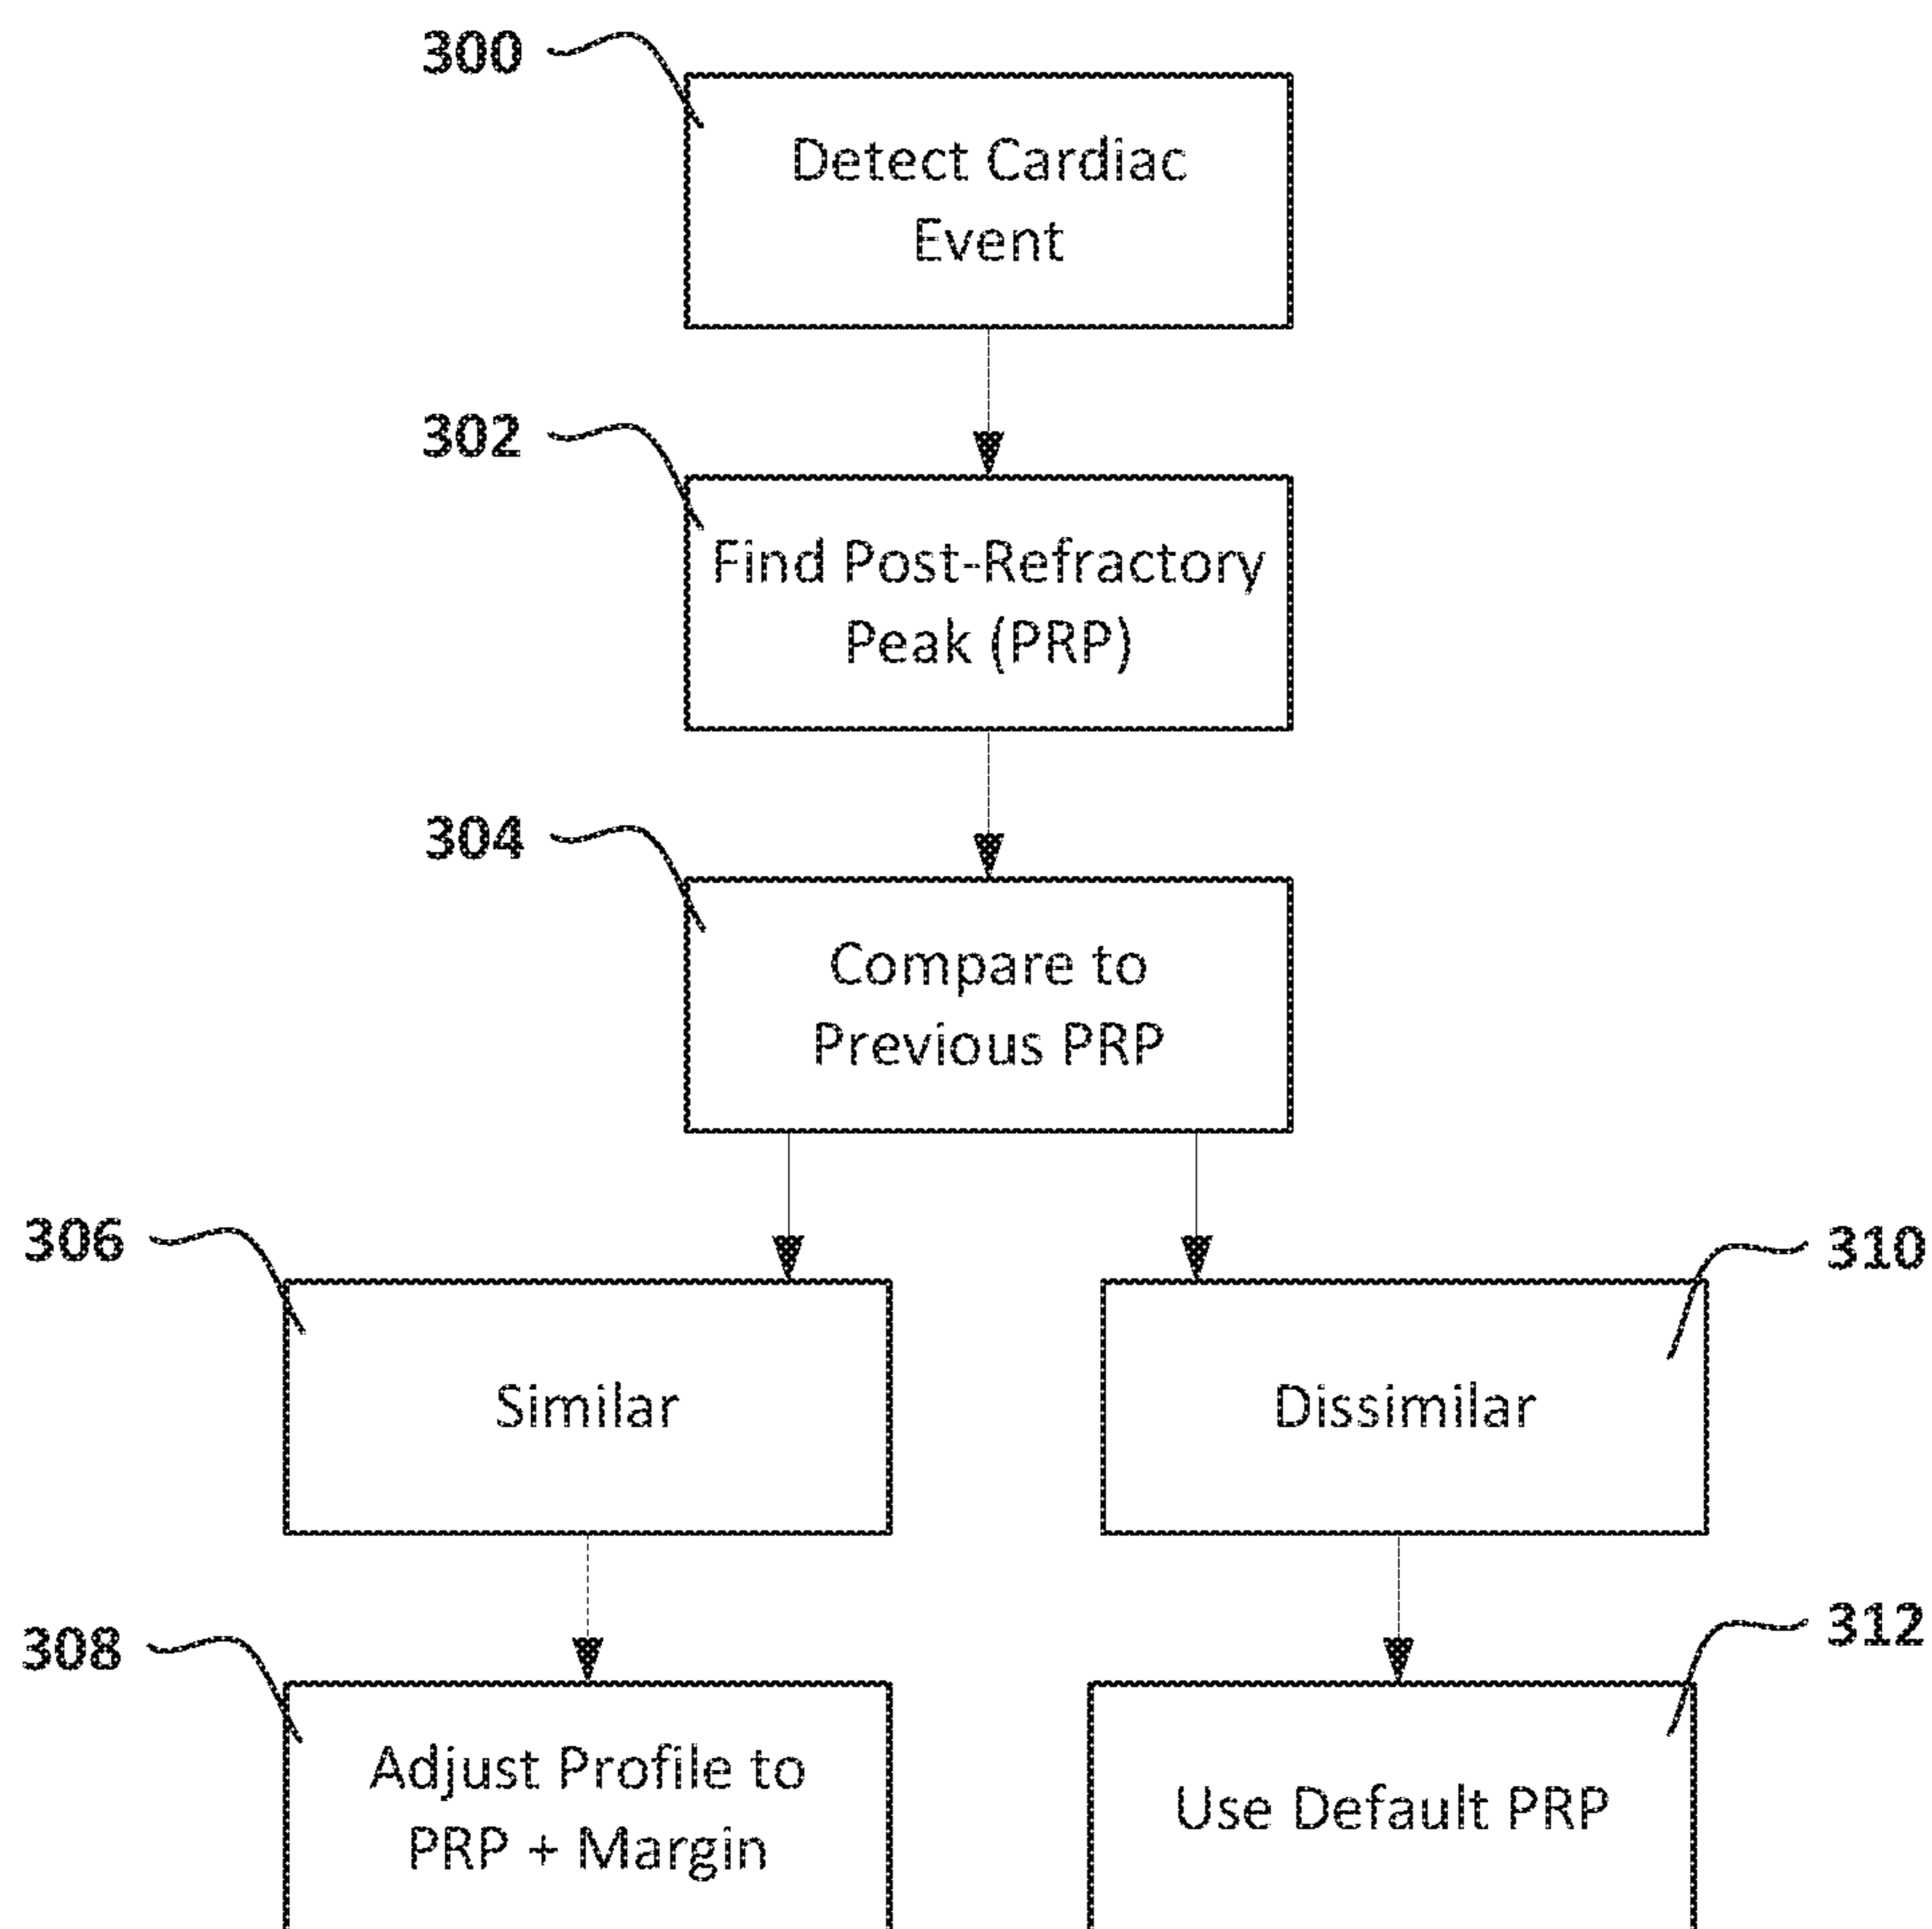 300
Detect Cardiac
Event
302
Find Post-Refractory
Peak (PRP)
304
Compare to
Previous PRP
306
310
Similar
Dissimilar
308
312
Adjust Profile to
PRP + Margin
Use Default PRP